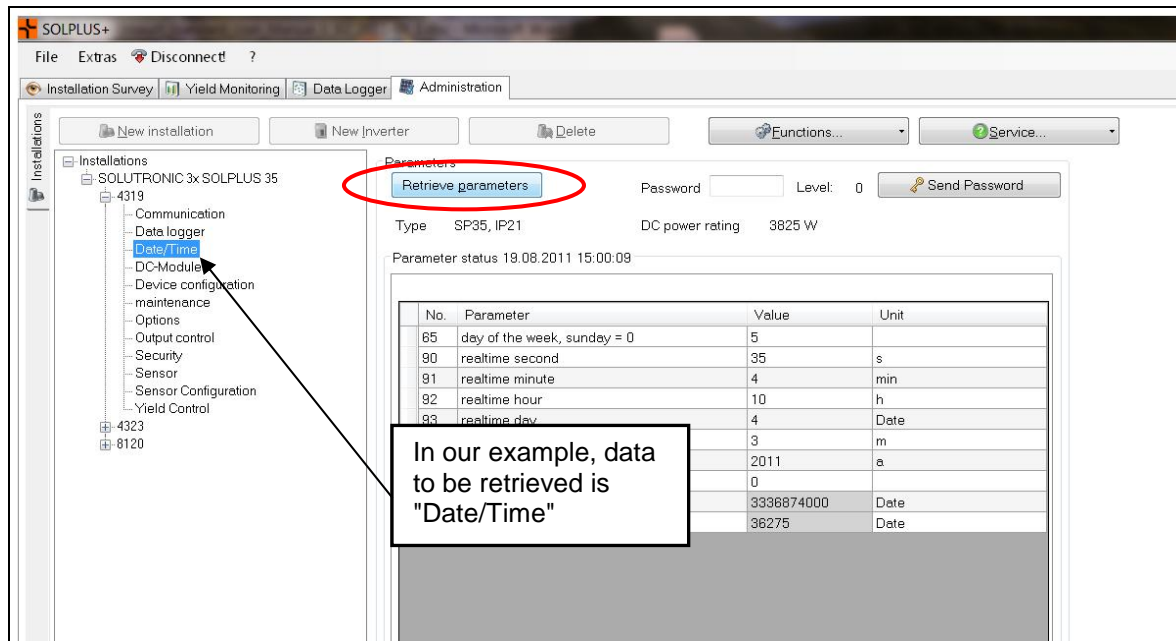 SOLPLUS+
File Extras Disconnect! ?
Installation Survey Yield Monitoring Data Logger Administration
Installations
New installation New Inverter Delete Functions... Service...
Installations
SOLUTRONIC 3x SOLPLUS 35
4319
Communication
Data logger
Date/Time
DC-Module
Device configuration
maintenance
Options
Output control
Security
Sensor
Sensor Configuration
Yield Control
4323
8120
Parameters
Retrieve parameters Password Level: 0 Send Password
Type SP35, IP21 DC power rating 3825 W
Parameter status 19.08.2011 15:00:09
No. Parameter Value Unit
65 day of the week, sunday = 0 5
90 realtime second 35 s
91 realtime minute 4 min
92 realtime hour 10 h
93 realtime day 4 Date
3 m
2011 a
0
3336874000 Date
36275 Date
In our example, data
to be retrieved is
"Date/Time"